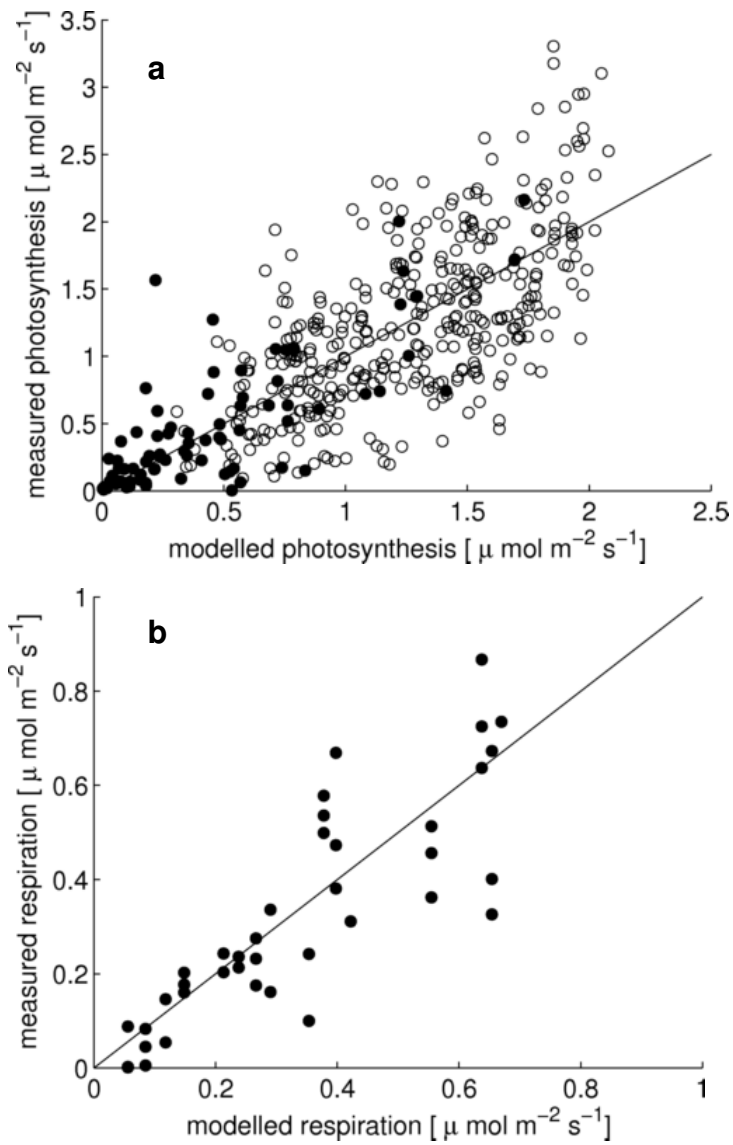 a
3.5
3
2.5
2
1.5
1
0.5
0
measured photosynthesis [ μ mol m⁻² s⁻¹]
0 0.5 1 1.5 2 2.5
modelled photosynthesis [ μ mol m⁻² s⁻¹]
b
1
0.8
0.6
0.4
0.2
0
measured respiration [ μ mol m⁻² s⁻¹]
0 0.2 0.4 0.6 0.8 1
modelled respiration [ μ mol m⁻² s⁻¹]